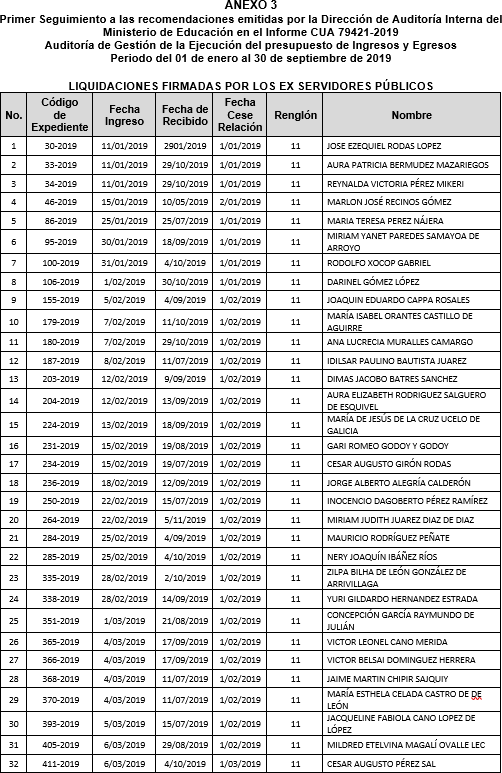 ANEXO 3
Primer Seguimiento a las recomendaciones emitidas por la Dirección de Auditoría Interna del
Ministerio de Educación en el Informe CUA 79421-2019
Auditoría de Gestión de la Ejecución del presupuesto de Ingresos y Egresos
Periodo del 01 de enero al 30 de septiembre de 2019
LIQUIDACIONES FIRMADAS POR LOS EX SERVIDORES PÚBLICOS
No. Código de Expediente Fecha Ingreso Fecha de Recibido Fecha Cese Relación Renglón Nombre
1 30-2019 11/01/2019 2901/2019 1/01/2019 11 JOSE EZEQUIEL RODAS LOPEZ
2 33-2019 11/01/2019 29/10/2019 1/01/2019 11 AURA PATRICIA BERMUDEZ MAZARIEGOS
3 34-2019 11/01/2019 29/10/2019 1/01/2019 11 REYNALDA VICTORIA PÉREZ MIKERI
4 46-2019 15/01/2019 10/05/2019 2/01/2019 11 MARLON JOSÉ RECINOS GÓMEZ
5 86-2019 25/01/2019 25/07/2019 1/01/2019 11 MARIA TERESA PEREZ NÁJERA
6 95-2019 30/01/2019 18/09/2019 1/01/2019 11 MIRIAM YANET PAREDES SAMAYOA DE
ARROYO
7 100-2019 31/01/2019 4/10/2019 1/01/2019 11 RODOLFO XOCOP GABRIEL
8 106-2019 1/02/2019 30/10/2019 1/01/2019 11 DARINEL GÓMEZ LÓPEZ
9 155-2019 5/02/2019 4/09/2019 1/02/2019 11 JOAQUIN EDUARDO CAPPA ROSALES
10 179-2019 7/02/2019 11/10/2019 1/02/2019 11 MARÍA ISABEL ORANTES CASTILLO DE
AGUIRRE
11 180-2019 7/02/2019 29/10/2019 1/02/2019 11 ANA LUCRECIA MURALLES CAMARGO
12 187-2019 8/02/2019 11/07/2019 1/02/2019 11 IDILSAR PAULINO BAUTISTA JUAREZ
13 203-2019 12/02/2019 9/09/2019 1/02/2019 11 DIMAS JACOBO BATRES SANCHEZ
14 204-2019 12/02/2019 13/09/2019 1/02/2019 11 AURA ELIZABETH RODRIGUEZ SALGUERO
DE ESQUIVEL
15 224-2019 13/02/2019 18/09/2019 1/02/2019 11 MARÍA DE JESÚS DE LA CRUZ UCELO DE
GALICIA
16 231-2019 15/02/2019 19/08/2019 1/02/2019 11 GARI ROMEO GODOY Y GODOY
17 234-2019 15/02/2019 19/07/2019 1/02/2019 11 CESAR AUGUSTO GIRÓN RODAS
18 236-2019 18/02/2019 12/09/2019 1/02/2019 11 JORGE ALBERTO ALEGRÍA CALDERÓN
19 250-2019 22/02/2019 15/07/2019 1/02/2019 11 INOCENCIO DAGOBERTO PÉREZ RAMÍREZ
20 264-2019 22/02/2019 5/11/2019 1/02/2019 11 MIRIAM JUDITH JUAREZ DIAZ DE DIAZ
21 284-2019 25/02/2019 4/09/2019 1/02/2019 11 MAURICIO RODRÍGUEZ PEÑATE
22 285-2019 25/02/2019 4/10/2019 1/02/2019 11 NERY JOAQUÍN IBÁÑEZ RÍOS
23 335-2019 28/02/2019 2/10/2019 1/02/2019 11 ZILPA BILHA DE LEÓN GONZÁLEZ DE
ARRIVILLAGA
24 338-2019 28/02/2019 14/09/2019 1/02/2019 11 YURI GILDARDO HERNANDEZ ESTRADA
25 351-2019 1/03/2019 21/08/2019 1/02/2019 11 CONCEPCIÓN GARCÍA RAYMUNDO DE
JULIÁN
26 365-2019 4/03/2019 17/09/2019 1/02/2019 11 VICTOR LEONEL CANO MERIDA
27 366-2019 4/03/2019 17/09/2019 1/02/2019 11 VICTOR BELSAI DOMINGUEZ HERRERA
28 368-2019 4/03/2019 11/07/2019 1/02/2019 11 JAIME MARTIN CHIPIR SAJQUIY
29 370-2019 4/03/2019 11/07/2019 1/02/2019 11 MARÍA ESTHELA CELADA CASTRO DE DE
LEÓN
30 393-2019 5/03/2019 15/07/2019 1/02/2019 11 JACQUELINE FABIOLA CANO LOPEZ DE
LÓPEZ
31 405-2019 6/03/2019 29/08/2019 1/02/2019 11 MILDRED ETELVINA MAGALÍ OVALLE LEC
32 411-2019 6/03/2019 4/10/2019 1/03/2019 11 CESAR AUGUSTO PÉREZ SAL